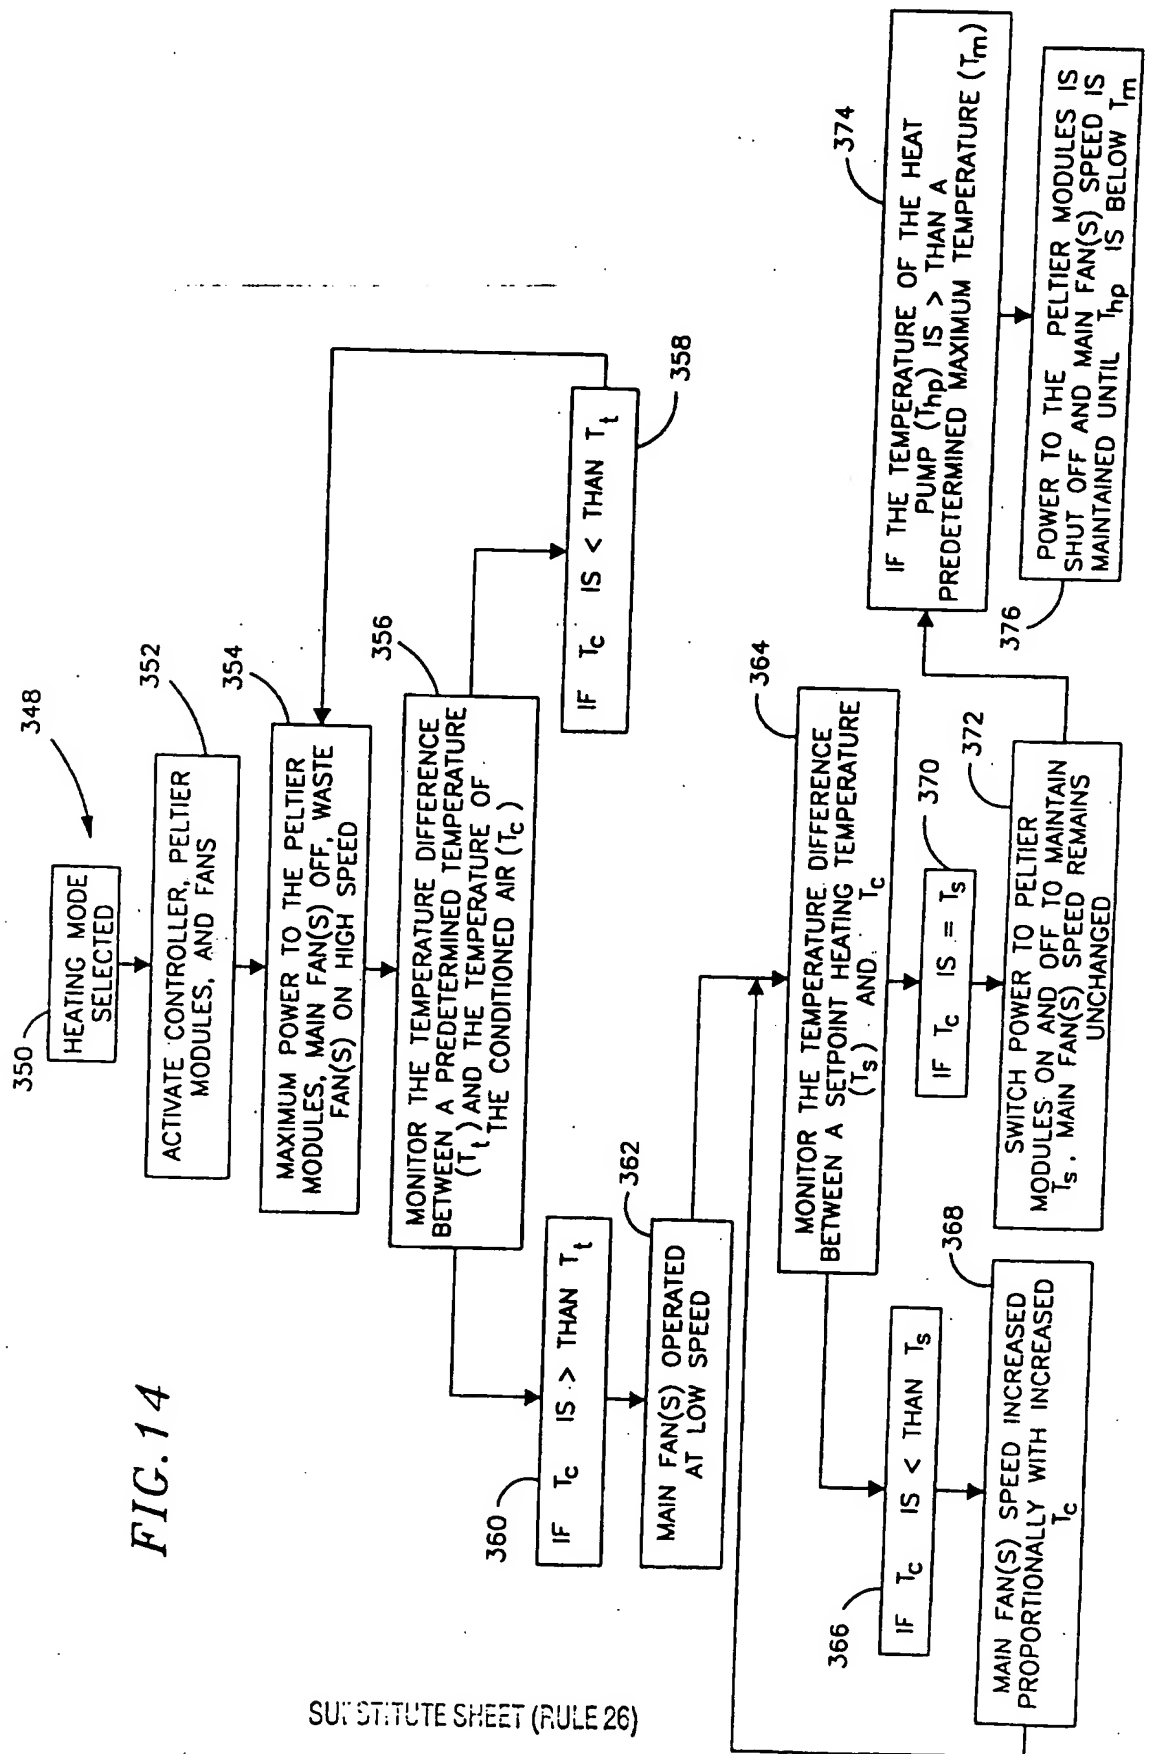 FIG. 14
348
350
HEATING MODE
SELECTED
352
ACTIVATE CONTROLLER, PELTIER
MODULES, AND FANS
354
MAXIMUM POWER TO THE PELTIER
MODULES, MAIN FAN(S) OFF, WASTE
FAN(S) ON HIGH SPEED
356
MONITOR THE TEMPERATURE DIFFERENCE
BETWEEN A PREDETERMINED TEMPERATURE
(Tt) AND THE TEMPERATURE OF
THE CONDITIONED AIR (Tc)
358
IF Tc IS < THAN Tt
360
IF Tc IS > THAN Tt
362
MAIN FAN(S) OPERATED
AT LOW SPEED
364
MONITOR THE TEMPERATURE DIFFERENCE
BETWEEN A SETPOINT HEATING TEMPERATURE
(Ts) AND Tc
366
IF Tc IS < THAN Ts
368
MAIN FAN(S) SPEED INCREASED
PROPORTIONALLY WITH INCREASED
Tc
370
IF Tc IS = Ts
372
SWITCH POWER TO PELTIER
MODULES ON AND OFF TO MAINTAIN
Ts. MAIN FAN(S) SPEED REMAINS
UNCHANGED
374
IF THE TEMPERATURE OF THE HEAT
PUMP (Thp) IS > THAN A
PREDETERMINED MAXIMUM TEMPERATURE (Tm)
376
POWER TO THE PELTIER MODULES IS
SHUT OFF AND MAIN FAN(S) SPEED IS
MAINTAINED UNTIL Thp IS BELOW Tm
SUBSTITUTE SHEET (RULE 26)